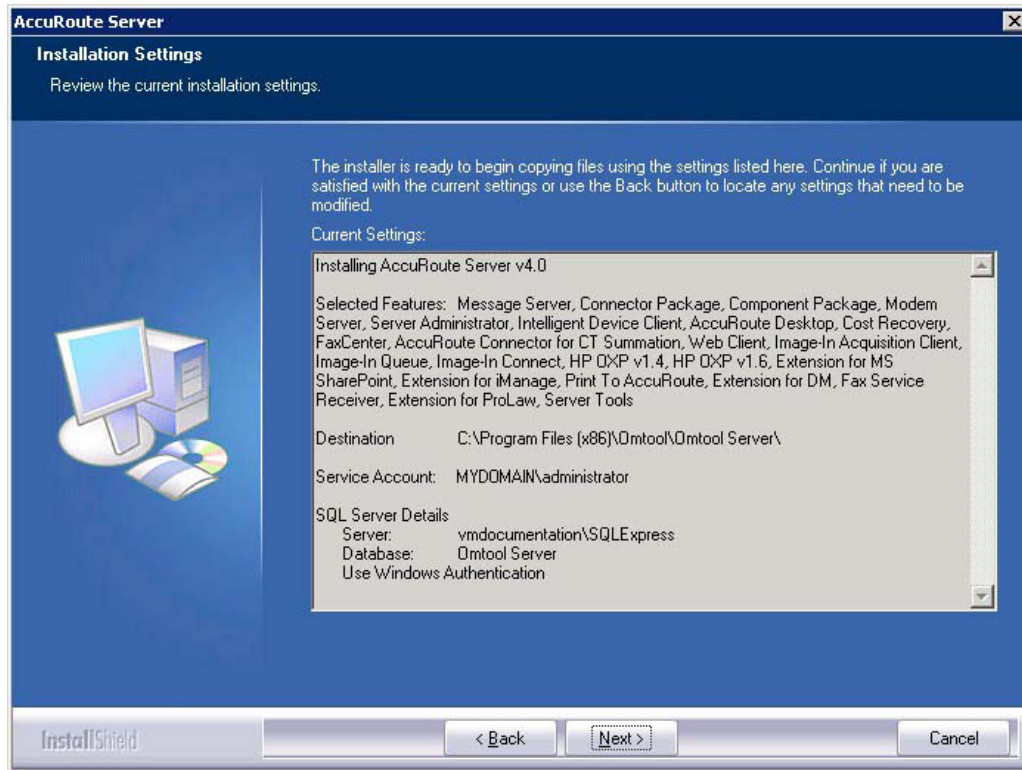 AccuRoute Server
Installation Settings
Review the current installation settings.
The installer is ready to begin copying files using the settings listed here. Continue if you are
satisfied with the current settings or use the Back button to locate any settings that need to be
modified.
Current Settings:
Installing AccuRoute Server v4.0
Selected Features: Message Server, Connector Package, Component Package, Modem
Server, Server Administrator, Intelligent Device Client, AccuRoute Desktop, Cost Recovery,
FaxCenter, AccuRoute Connector for CT Summation, Web Client, Image-In Acquisition Client,
Image-In Queue, Image-In Connect, HP OXP v1.4, HP OXP v1.6, Extension for MS
SharePoint, Extension for iManage, Print To AccuRoute, Extension for DM, Fax Service
Receiver, Extension for ProLaw, Server Tools
Destination C:\Program Files (x86)\Omtool\Omtool Server\
Service Account: MYDOMAIN\administrator
SQL Server Details
Server: vmdocumentation\SQLExpress
Database: Omtool Server
Use Windows Authentication
InstallShield
< Back
Next >
Cancel